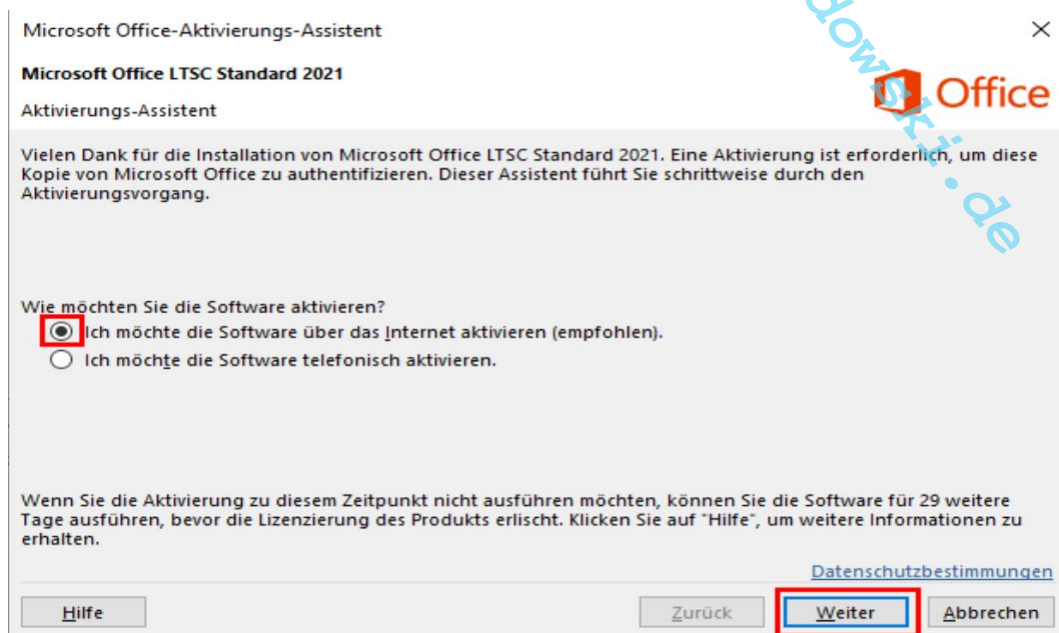 Microsoft Office-Aktivierungs-Assistent
Microsoft Office LTSC Standard 2021
Office
Aktivierungs-Assistent
Vielen Dank für die Installation von Microsoft Office LTSC Standard 2021. Eine Aktivierung ist erforderlich, um diese
Kopie von Microsoft Office zu authentifizieren. Dieser Assistent führt Sie schrittweise durch den
Aktivierungsvorgang.
Wie möchten Sie die Software aktivieren?
Ich möchte die Software über das Internet aktivieren (empfohlen).
Ich möchte die Software telefonisch aktivieren.
Wenn Sie die Aktivierung zu diesem Zeitpunkt nicht ausführen möchten, können Sie die Software für 29 weitere
Tage ausführen, bevor die Lizenzierung des Produkts erlischt. Klicken Sie auf "Hilfe", um weitere Informationen zu
erhalten.
Datenschutzbestimmungen
Hilfe
Zurück
Weiter
Abbrechen